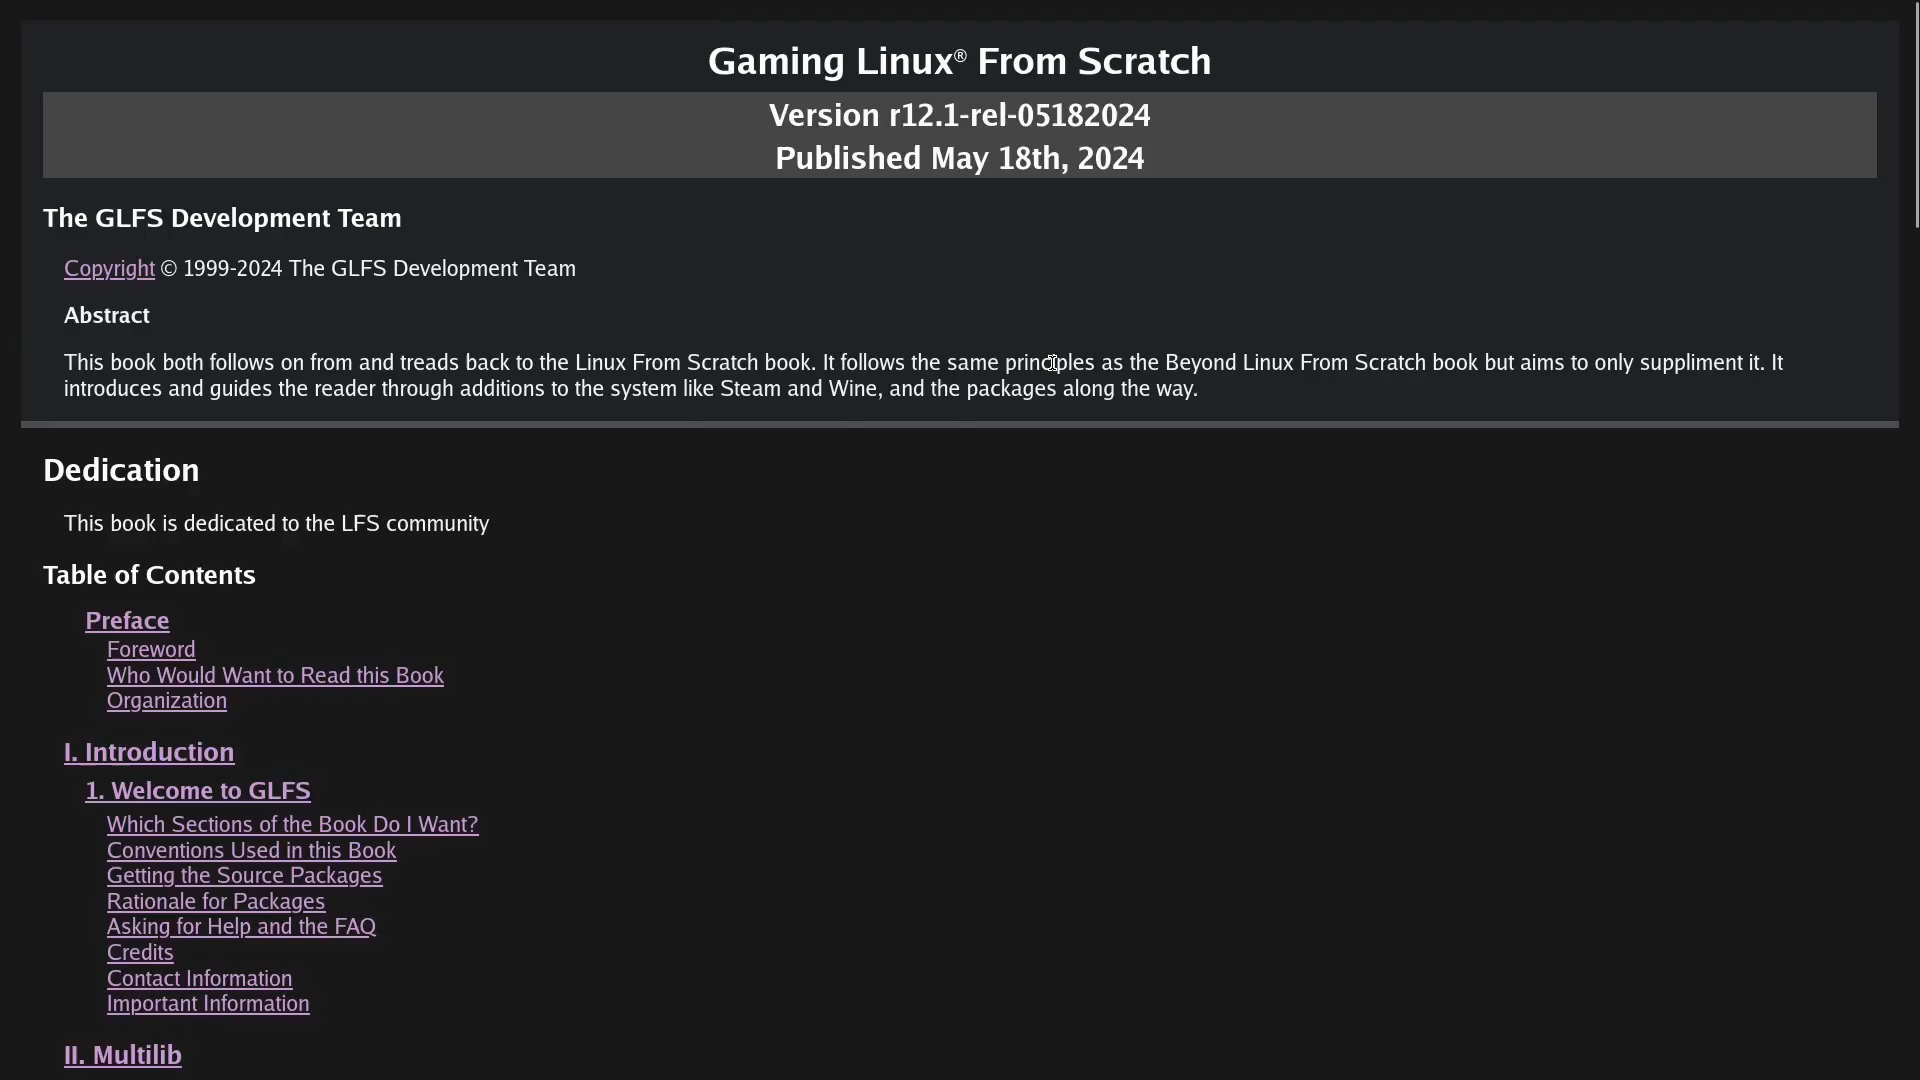 Gaming Linux® From Scratch
Version r12.1-rel-05182024
Published May 18th, 2024
The GLFS Development Team
Copyright © 1999-2024 The GLFS Development Team
Abstract
This book both follows on from and treads back to the Linux From Scratch book. It follows the same principles as the Beyond Linux From Scratch book but aims to only suppliment it. It
introduces and guides the reader through additions to the system like Steam and Wine, and the packages along the way.
Dedication
This book is dedicated to the LFS community
Table of Contents
Preface
Foreword
Who Would Want to Read this Book
Organization
I. Introduction
1. Welcome to GLFS
Which Sections of the Book Do I Want?
Conventions Used in this Book
Getting the Source Packages
Rationale for Packages
Asking for Help and the FAQ
Credits
Contact Information
Important Information
II. Multilib